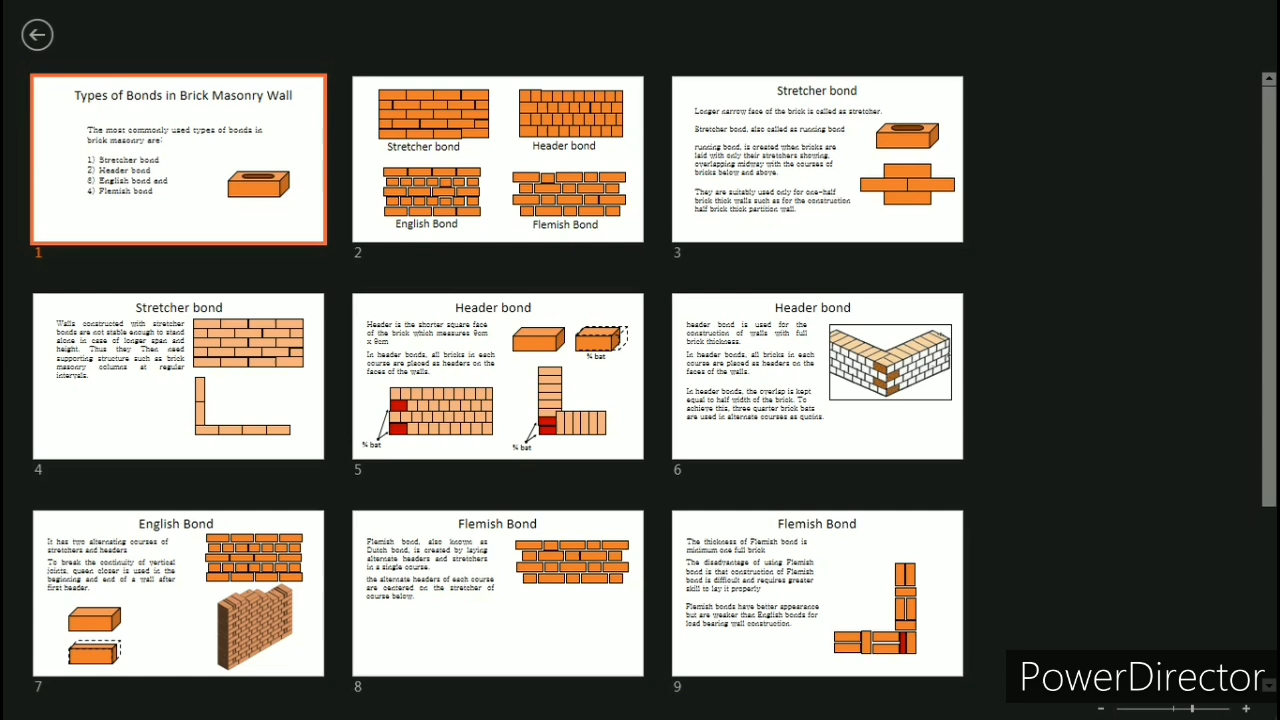 Types of Bonds in Brick Masonry Wall
The most commonly used types of bonds in
brick masonry are:
1) Stretcher bond
2) Header bond
3) English bond and
4) Flemish bond
1
Stretcher bond
Header bond
English Bond
Flemish Bond
2
Stretcher bond
Longer narrow face of the brick is called as stretcher.
Stretcher bond, also called as running bond
running bond, is created when bricks are
laid with only their stretchers showing,
overlapping midway with the courses of
bricks below and above.
They are suitably used only for one-half
brick thick walls such as for the construction
half brick thick partition wall.
3
Stretcher bond
Walls constructed with stretcher
bonds are not stable enough to stand
alone in case of longer span and
height. Thus they Then need
supporting structure such as brick
masonry columns at regular
intervals.
4
Header bond
Header is the shorter square face
of the brick which measures 9cm
x 9cm
In header bonds, all bricks in each
course are placed as headers on the
faces of the walls.
¾ bat
¾ bat
¾ bat
5
Header bond
header bond is used for the
construction of walls with full
brick thickness.
In header bonds, all bricks in each
course are placed as headers on the
faces of the walls.
In header bonds, the overlap is kept
equal to half width of the brick. To
achieve this, three quarter brick bats
are used in alternate courses as quoins.
6
English Bond
It has two alternating courses of
stretchers and headers
To break the continuity of vertical
joints, queen closer is used in the
beginning and end of a wall after
first header.
7
Flemish Bond
Flemish bond, also known as
Dutch bond, is created by laying
alternate headers and stretchers
in a single course.
the alternate headers of each course
are centered on the stretcher of
course below.
8
Flemish Bond
The thickness of Flemish bond is
minimum one full brick
The disadvantage of using Flemish
bond is that construction of Flemish
bond is difficult and requires greater
skill to lay it properly
Flemish bonds have better appearance
but are weaker than English bonds for
load bearing wall construction.
9
PowerDirector